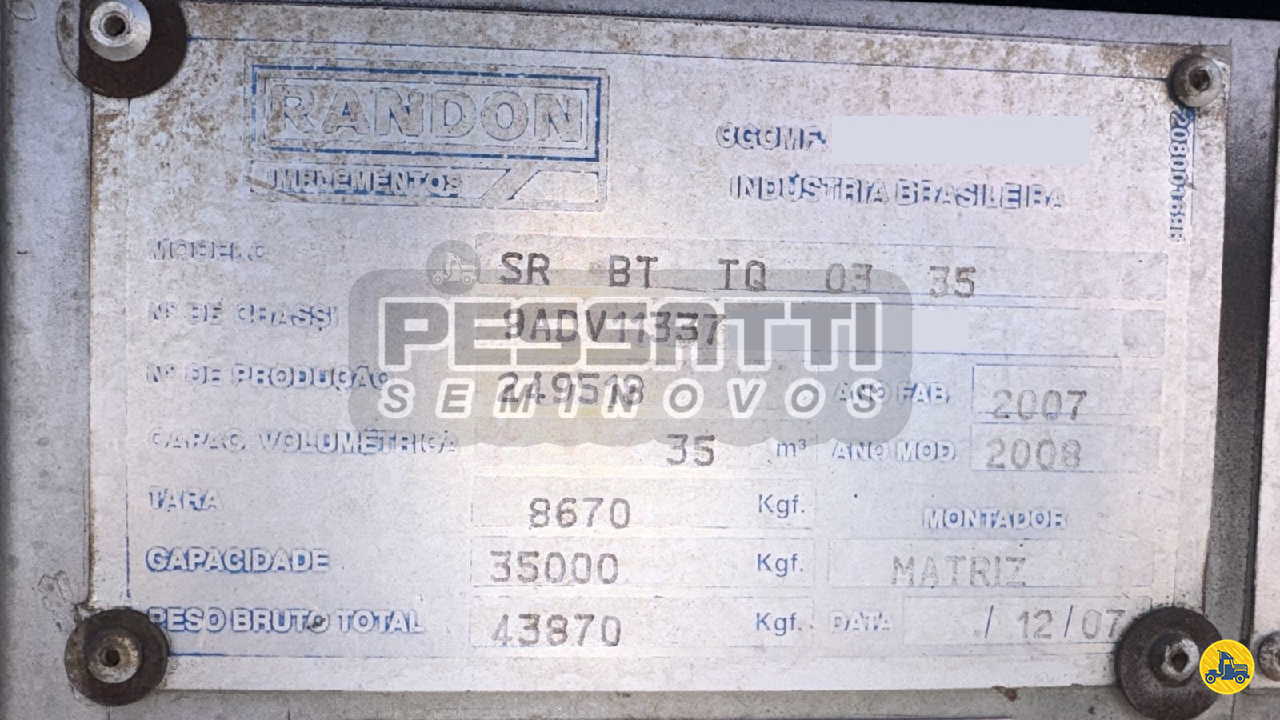 RANDON
IMPLEMENTOS
CGCMF.
INDÚSTRIA BRASILEIRA
MODELO SR BT TQ 03 35
Nº DE CHASSI 9ADV11337
Nº DE PRODUÇÃO 249518 ANO FAB. 2007
CAPAC. VOLUMÉTRICA 35 m³ ANO MOD 2008
TARA 8670 Kgf. MONTADOR
CAPACIDADE 35000 Kgf. MATRIZ
PESO BRUTO TOTAL 43870 Kgf. DATA / 12/07
PESSATTI
SEMINOVOS